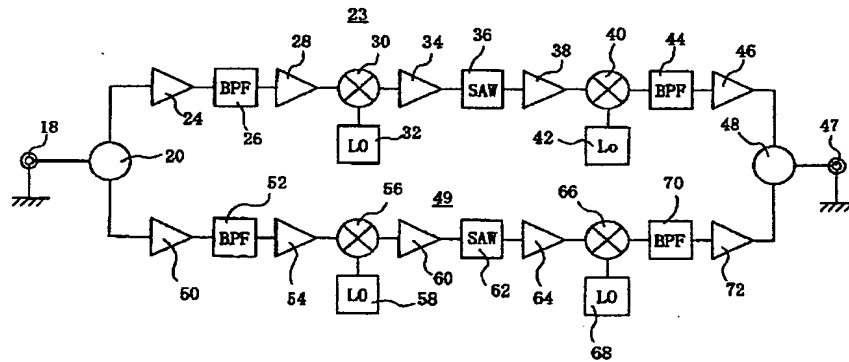 23
28 30 34 36 38 40 44 46
BPF SAW BPF
24 26 LO 32 42 Lo
18 20 48 47
52 56 49 66 70
BPF SAW BPF
50 54 60 62 64 72
LO 58 LO
68